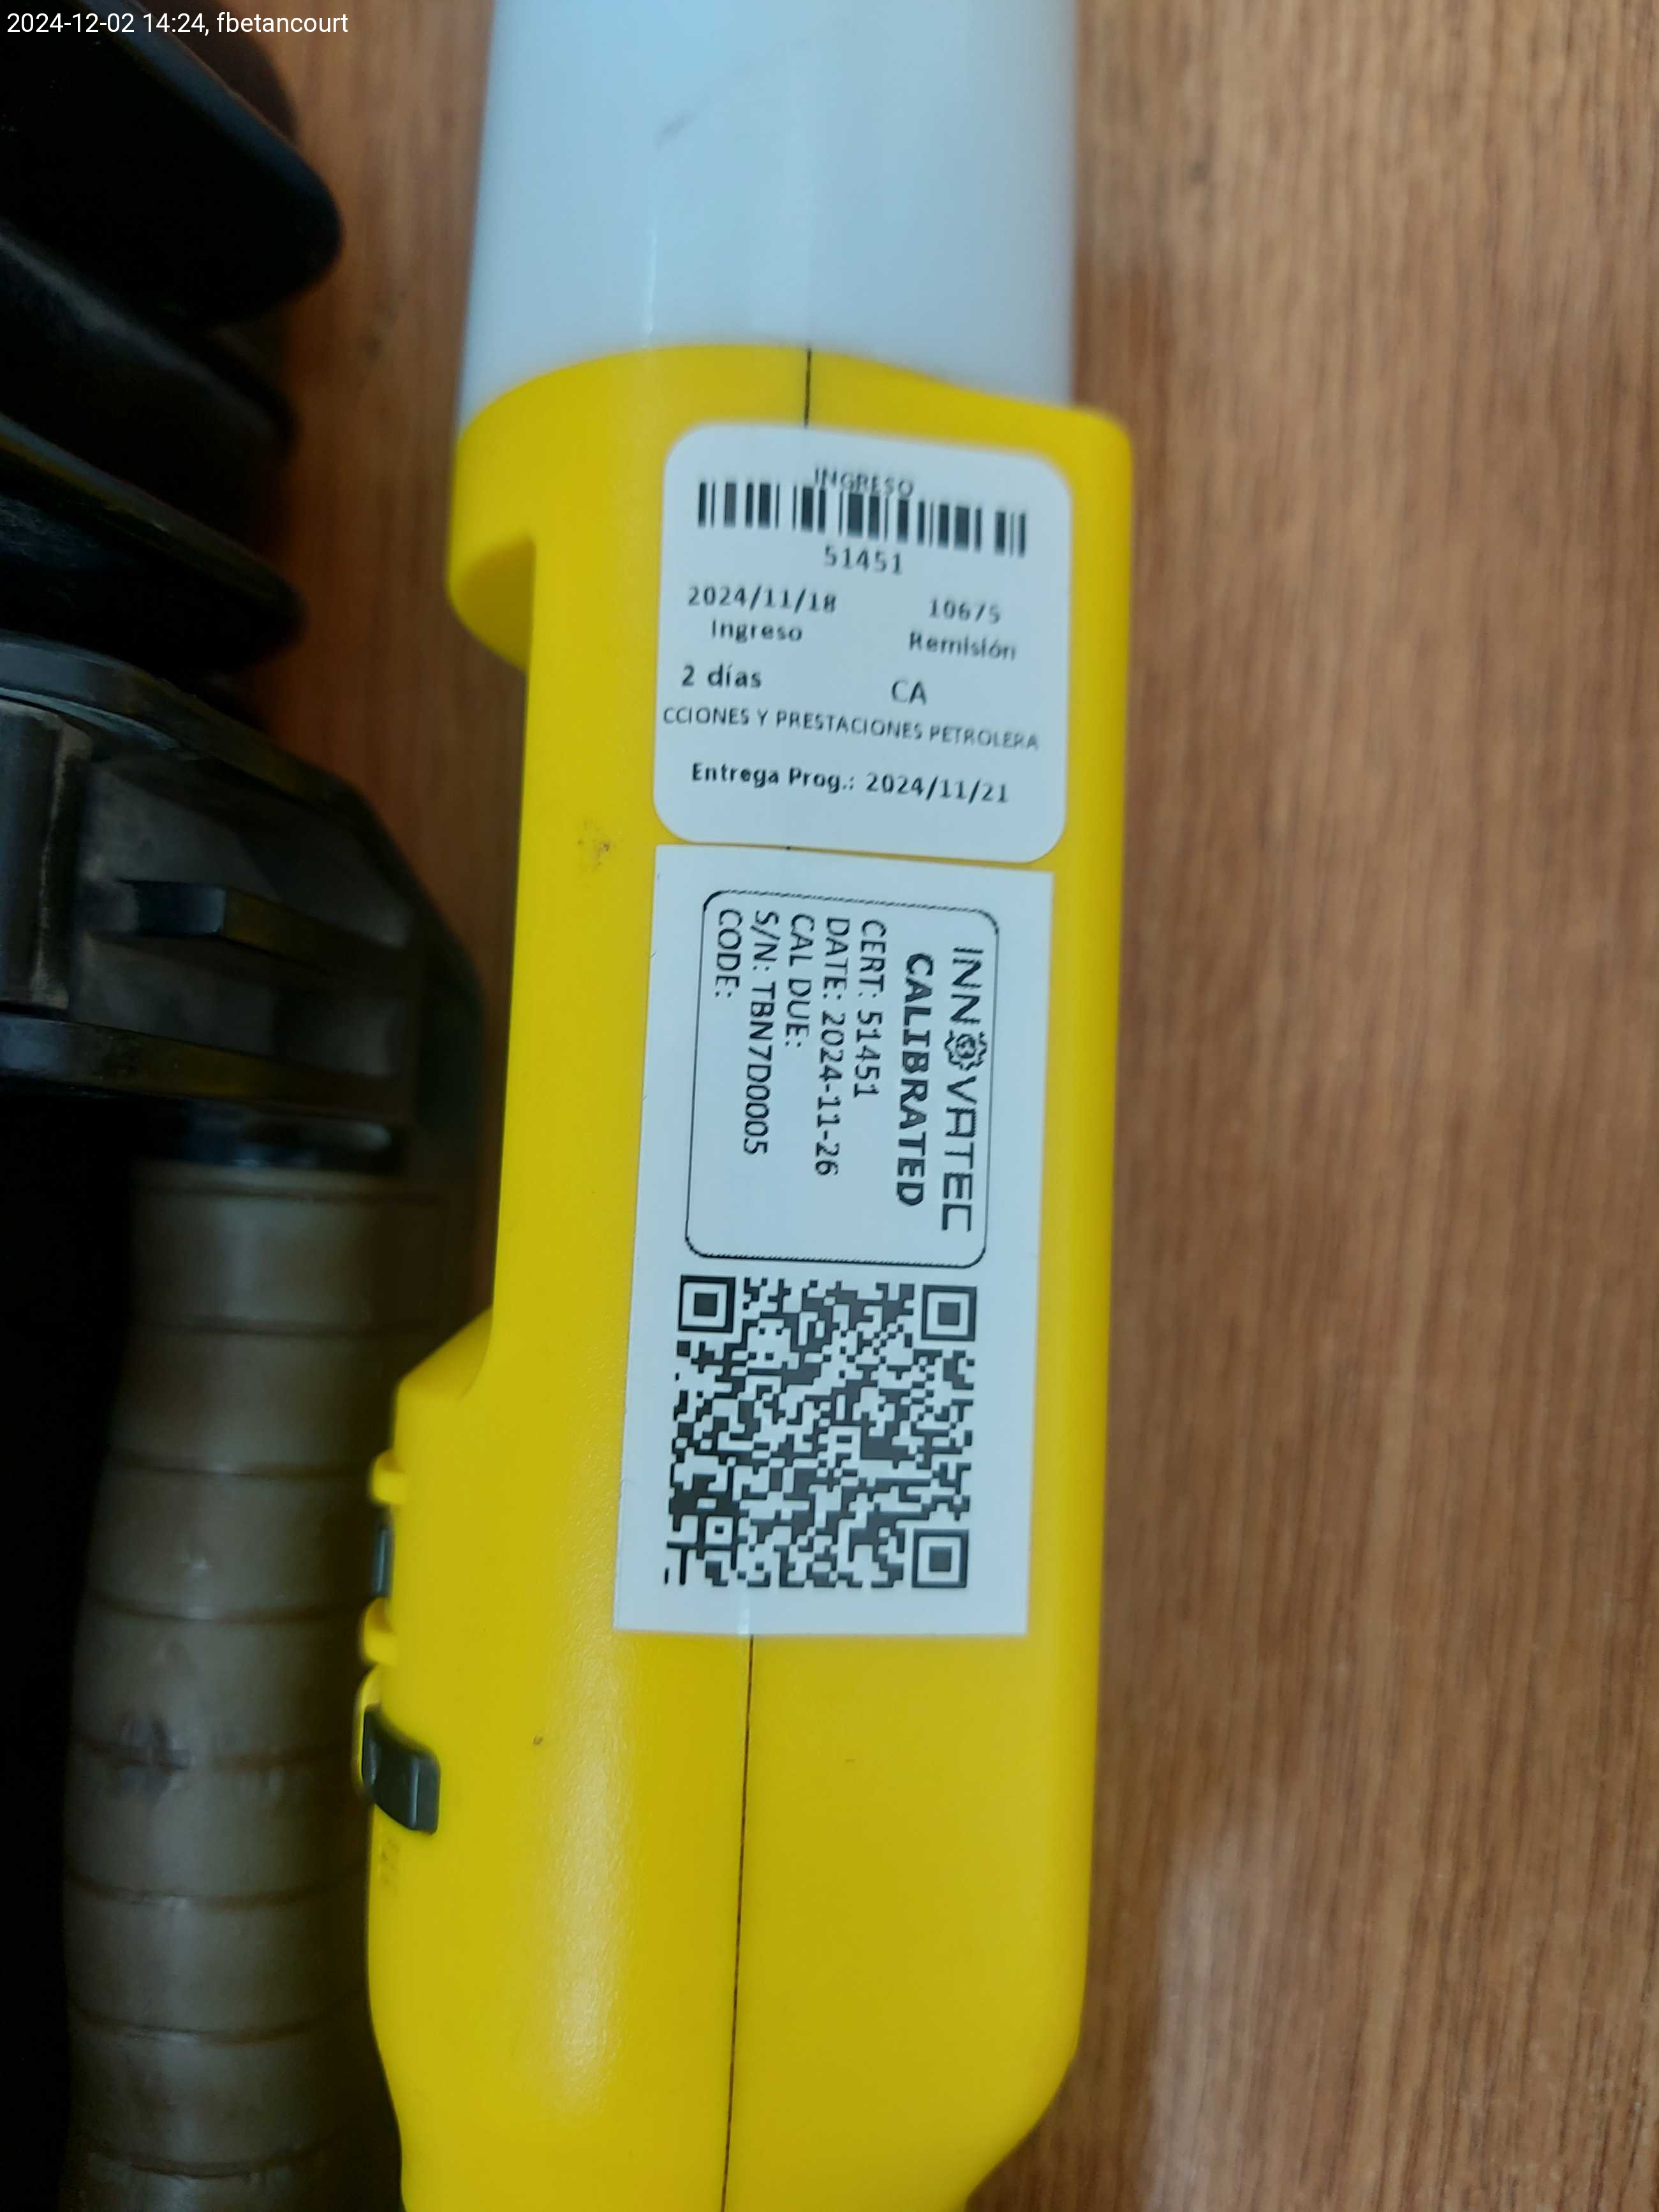 2024-12-02 14:24, fbetancourt
INGRESO
51451
2024/11/18 10675
Ingreso Remisión
2 días CA
CCIONES Y PRESTACIONES PETROLERA
Entrega Prog.: 2024/11/21
INNOVATEC
CALIBRATED
CERT: 51451
DATE: 2024-11-26
CAL DUE:
S/N: TBN7D0005
CODE: